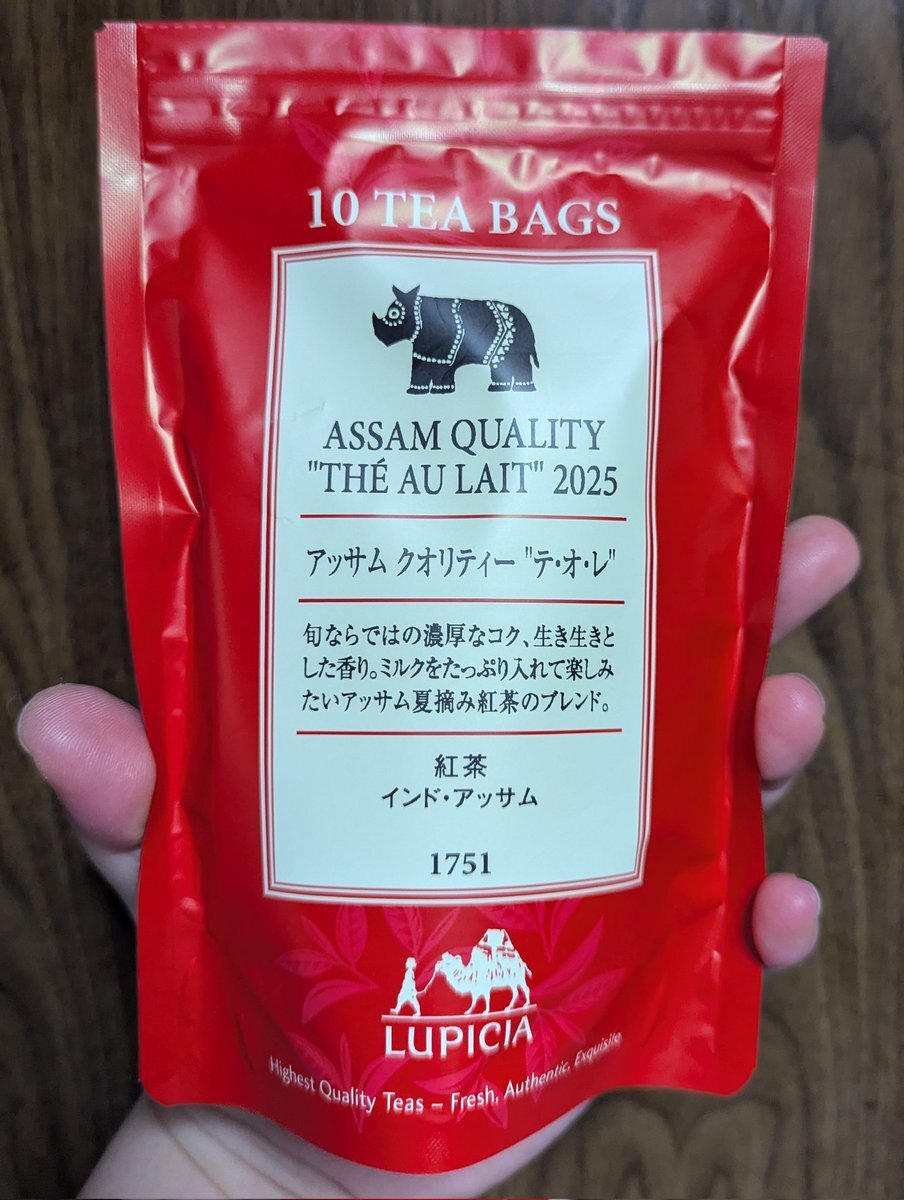 10 TEA BAGS
ASSAM QUALITY
"THÉ AU LAIT" 2025
アッサム クオリティー "テ・オ・レ"
旬ならではの濃厚なコク、生き生きと
した香り。ミルクをたっぷり入れて楽しみ
たいアッサム夏摘み紅茶のブレンド。
紅茶
インド・アッサム
1751
LUPICIA
Highest Quality Teas – Fresh, Authentic, Exquisite